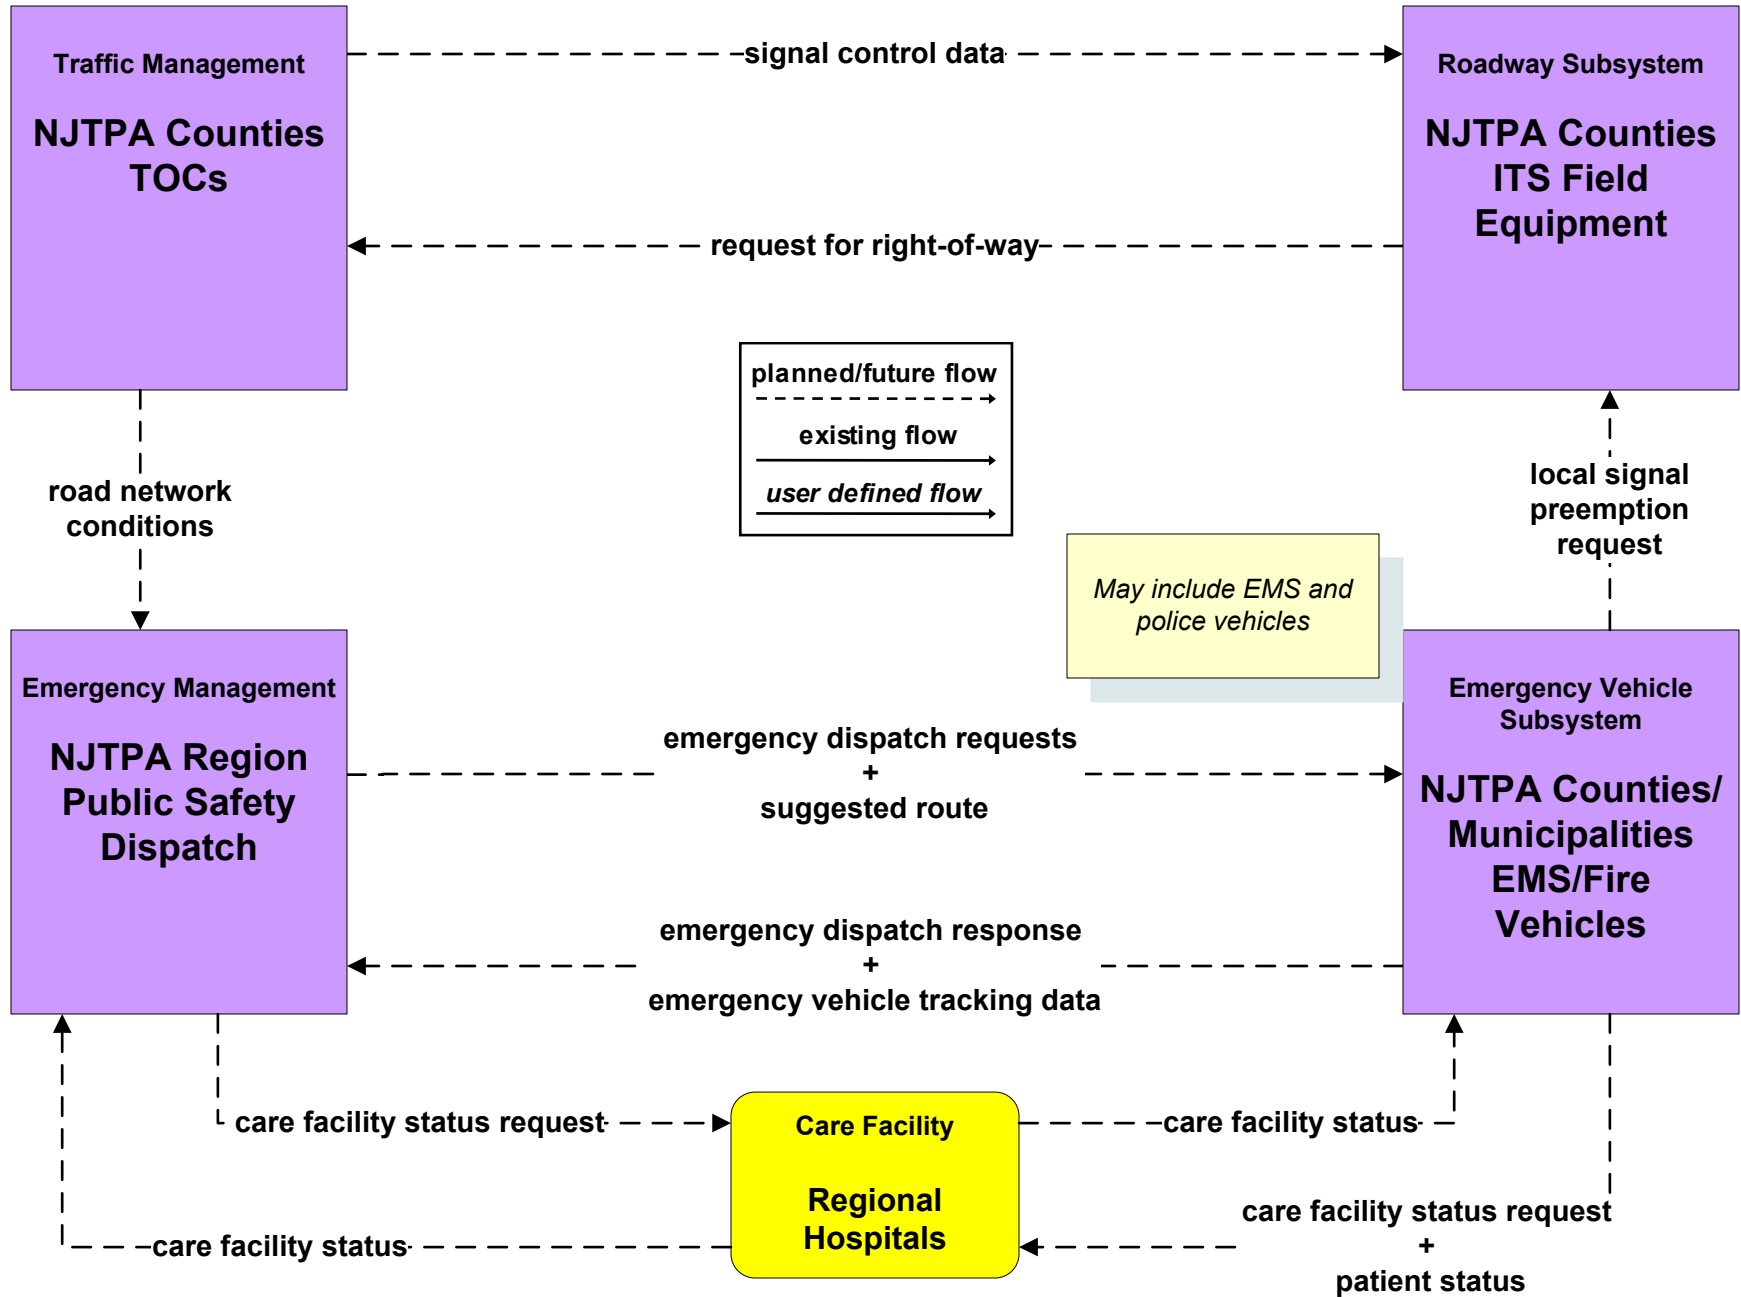 Traffic Management
NJTPA Counties
TOCs
signal control data
Roadway Subsystem
NJTPA Counties
ITS Field
Equipment
request for right-of-way
planned/future flow
existing flow
user defined flow
road network
conditions
local signal
preemption
request
May include EMS and
police vehicles
Emergency Management
NJTPA Region
Public Safety
Dispatch
emergency dispatch requests
+
suggested route
Emergency Vehicle
Subsystem
NJTPA Counties/
Municipalities
EMS/Fire
Vehicles
emergency dispatch response
+
emergency vehicle tracking data
care facility status request
Care Facility
Regional
Hospitals
care facility status
care facility status
care facility status request
+
patient status